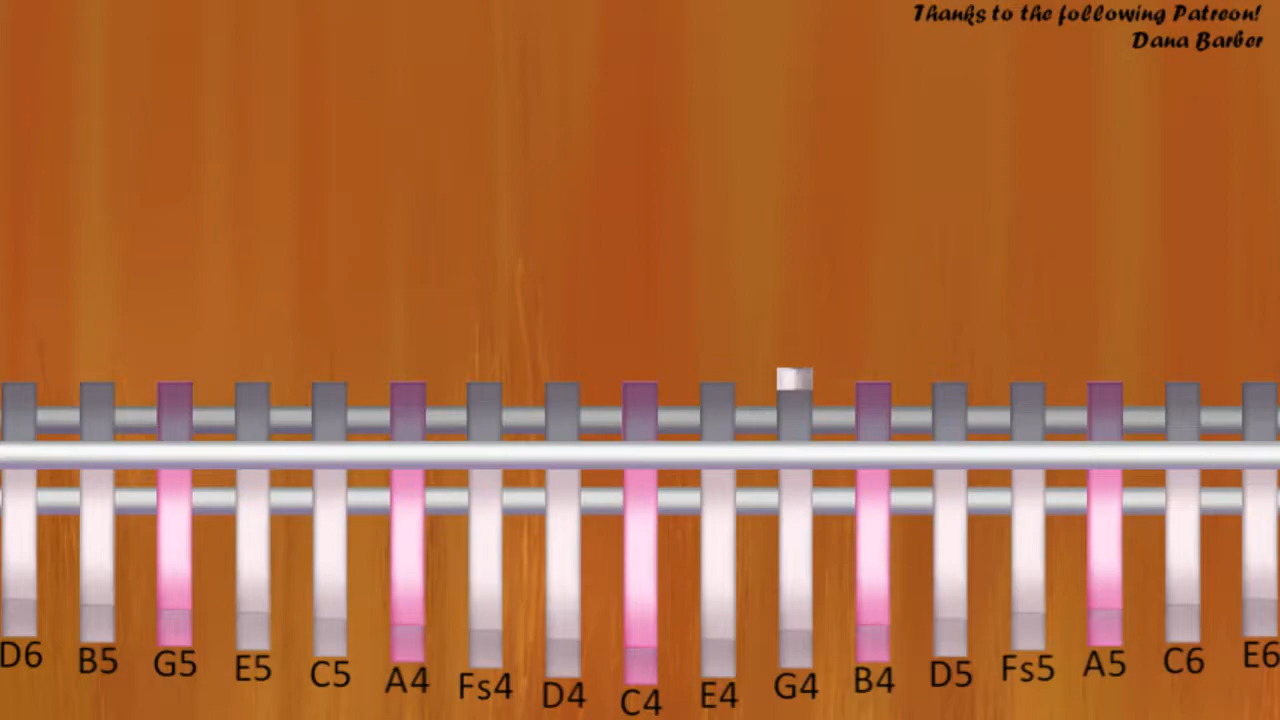 Thanks to the following Patreon!
Dana Barber
D6 B5 G5 E5 C5 A4 Fs4 D4 C4 E4 G4 B4 D5 Fs5 A5 C6 E6